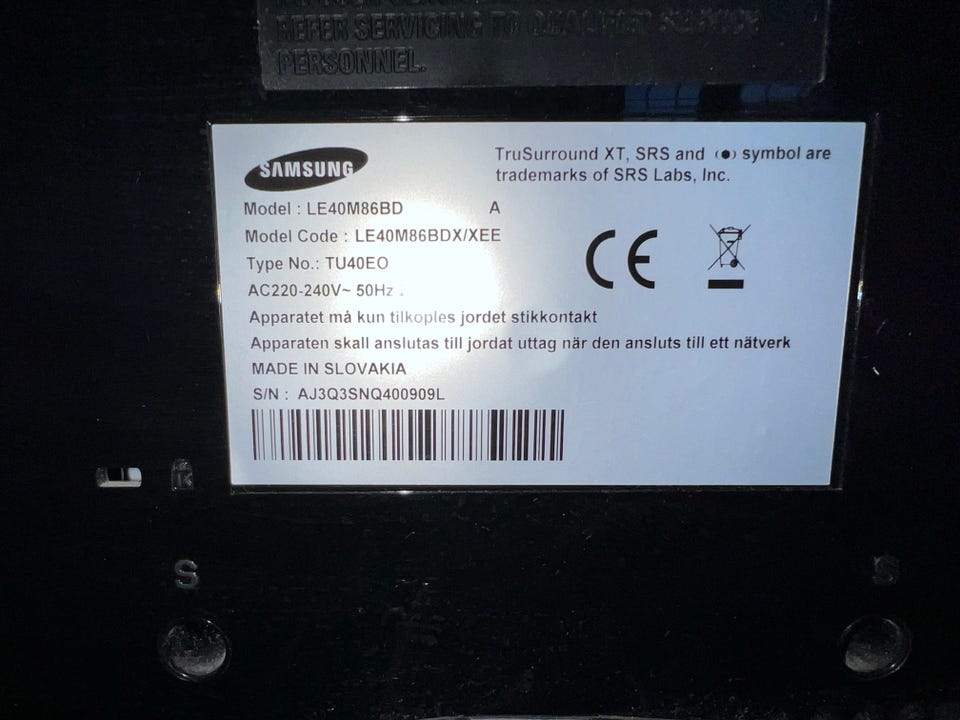 REFER SERVICING TO QUALIFIED
PERSONNEL.
TruSurround XT, SRS and (●) symbol are
trademarks of SRS Labs, Inc.
SAMSUNG
Model : LE40M86BD A
Model Code : LE40M86BDX/XEE
Type No.: TU40EO
AC220-240V~ 50Hz
Apparatet må kun tilkoples jordet stikkontakt
Apparaten skall anslutas till jordat uttag när den ansluts till ett nätverk
MADE IN SLOVAKIA
S/N : AJ3Q3SNQ400909L
CE
K
S
S